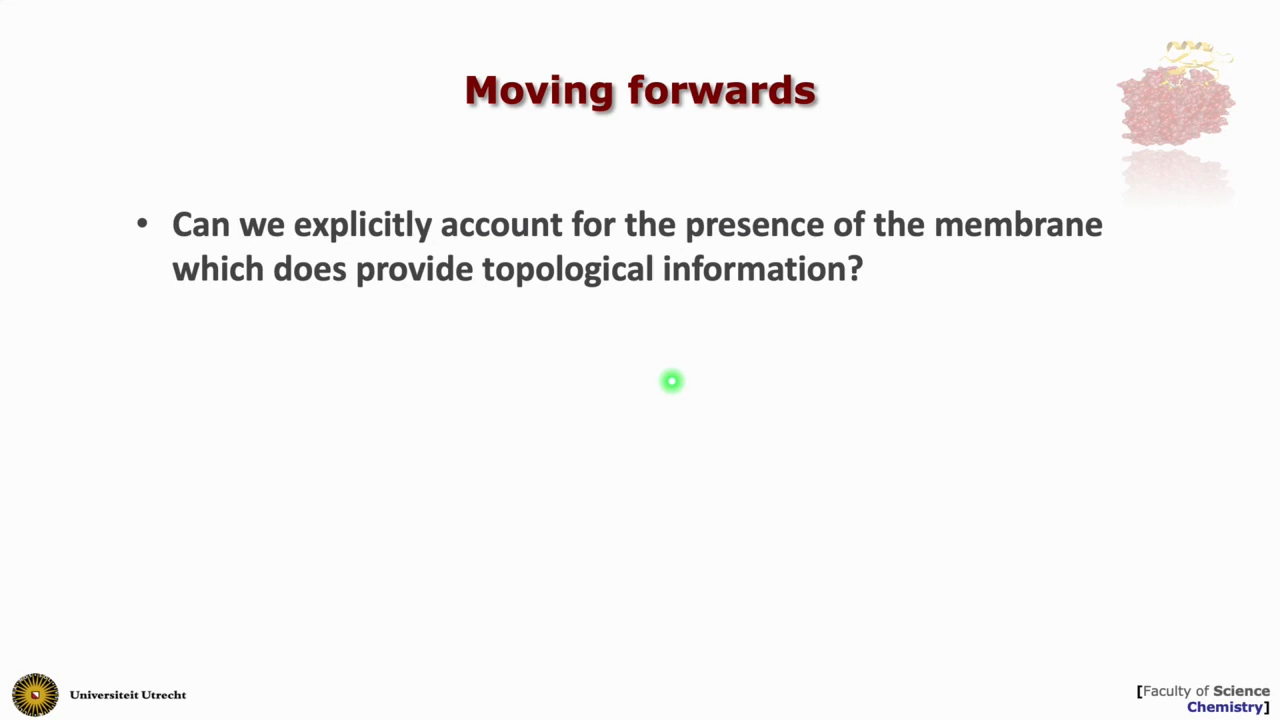 Moving forwards
• Can we explicitly account for the presence of the membrane
which does provide topological information?
Universiteit Utrecht
[Faculty of Science
Chemistry]